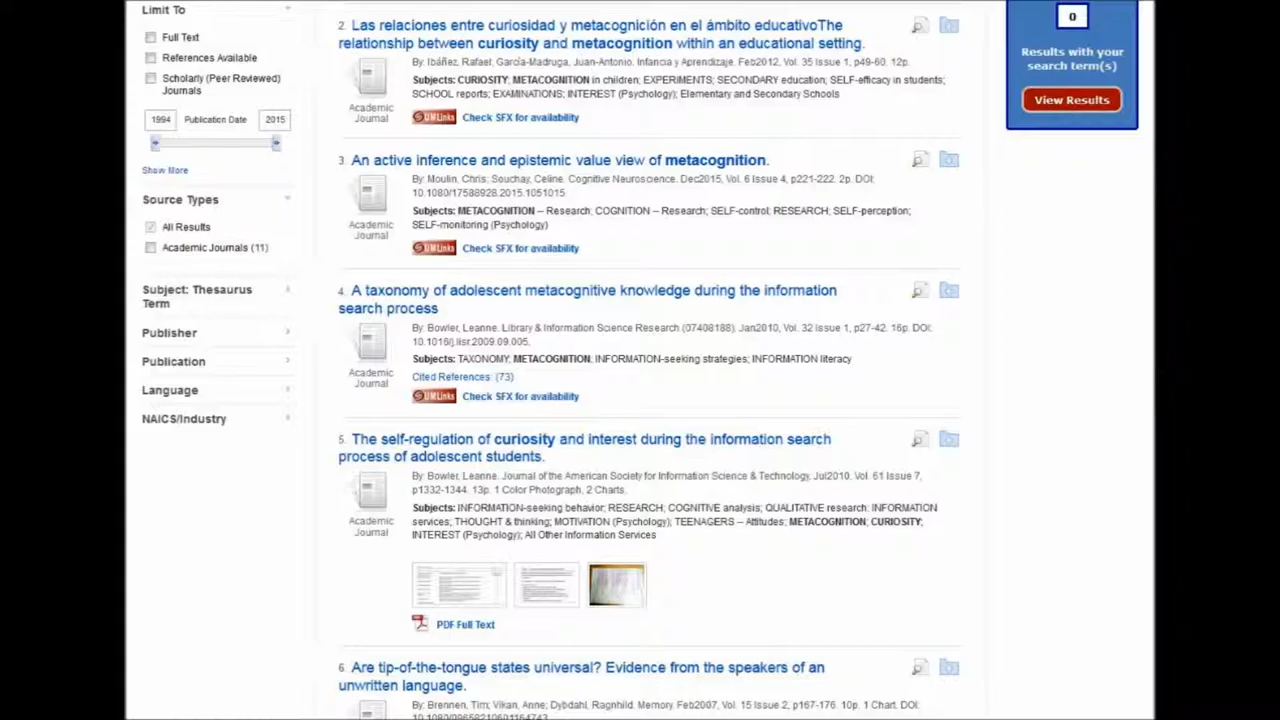 Limit To
Full Text
References Available
Scholarly (Peer Reviewed)
Journals
1994 Publication Date 2015
Show More
Source Types
All Results
Academic Journals (11)
Subject: Thesaurus
Term
Publisher
Publication
Language
NAICS/Industry
2. Las relaciones entre curiosidad y metacognición en el ámbito educativoThe
relationship between curiosity and metacognition within an educational setting.
By: Ibáñez, Rafael; García-Madruga, Juan-Antonio. Infancia y Aprendizaje. Feb2012, Vol. 35 Issue 1, p49-60. 12p.
Subjects: CURIOSITY; METACOGNITION in children; EXPERIMENTS; SECONDARY education; SELF-efficacy in students;
SCHOOL reports; EXAMINATIONS; INTEREST (Psychology); Elementary and Secondary Schools
Academic
Journal
UMLinks Check SFX for availability
3. An active inference and epistemic value view of metacognition.
By: Moulin, Chris; Souchay, Celine. Cognitive Neuroscience. Dec2015, Vol. 6 Issue 4, p221-222. 2p. DOI:
10.1080/17588928.2015.1051015.
Subjects: METACOGNITION -- Research; COGNITION -- Research; SELF-control; RESEARCH; SELF-perception;
SELF-monitoring (Psychology)
Academic
Journal
UMLinks Check SFX for availability
4. A taxonomy of adolescent metacognitive knowledge during the information
search process
By: Bowler, Leanne. Library & Information Science Research (07408188). Jan2010, Vol. 32 Issue 1, p27-42. 16p. DOI:
10.1016/j.lisr.2009.09.005.
Subjects: TAXONOMY; METACOGNITION; INFORMATION-seeking strategies; INFORMATION literacy
Academic
Journal
Cited References: (73)
UMLinks Check SFX for availability
5. The self-regulation of curiosity and interest during the information search
process of adolescent students.
By: Bowler, Leanne. Journal of the American Society for Information Science & Technology. Jul2010, Vol. 61 Issue 7,
p1332-1344. 13p. 1 Color Photograph, 2 Charts.
Subjects: INFORMATION-seeking behavior; RESEARCH; COGNITIVE analysis; QUALITATIVE research; INFORMATION
services; THOUGHT & thinking; MOTIVATION (Psychology); TEENAGERS -- Attitudes; METACOGNITION; CURIOSITY;
INTEREST (Psychology); All Other Information Services
Academic
Journal
PDF Full Text
6. Are tip-of-the-tongue states universal? Evidence from the speakers of an
unwritten language.
By: Brennen, Tim; Vikan, Anne; Dybdahl, Ragnhild. Memory. Feb2007, Vol. 15 Issue 2, p167-176. 10p. 1 Chart. DOI:
0
Results with your
search term(s)
View Results